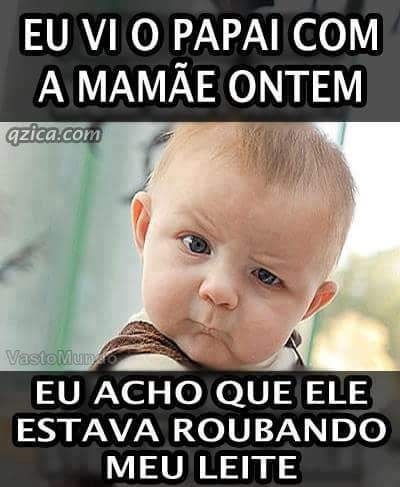 EU VI O PAPAI COM
A MAMÃE ONTEM
qzica.com
VastoMundo
EU ACHO QUE ELE
ESTAVA ROUBANDO
MEU LEITE